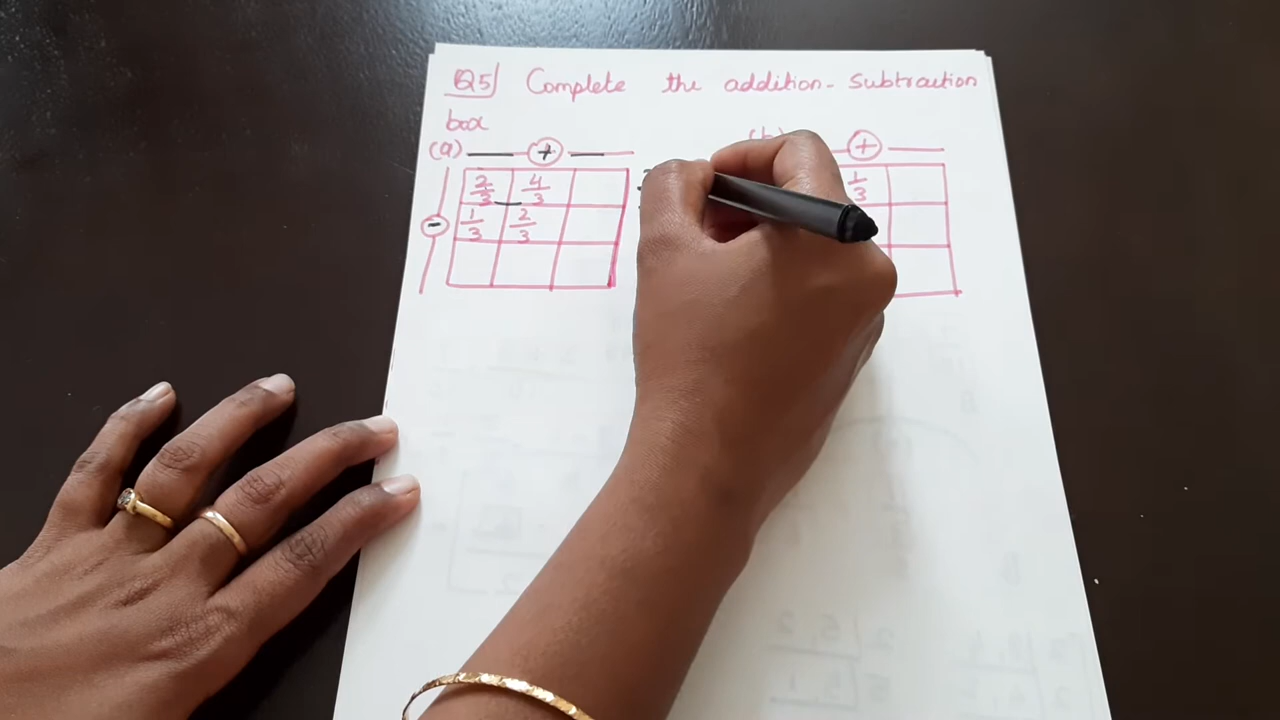 Q5 Complete the addition - Subtraction
box
(a) +
(b) +
2/3 4/3
-
1/3 2/3
1/3